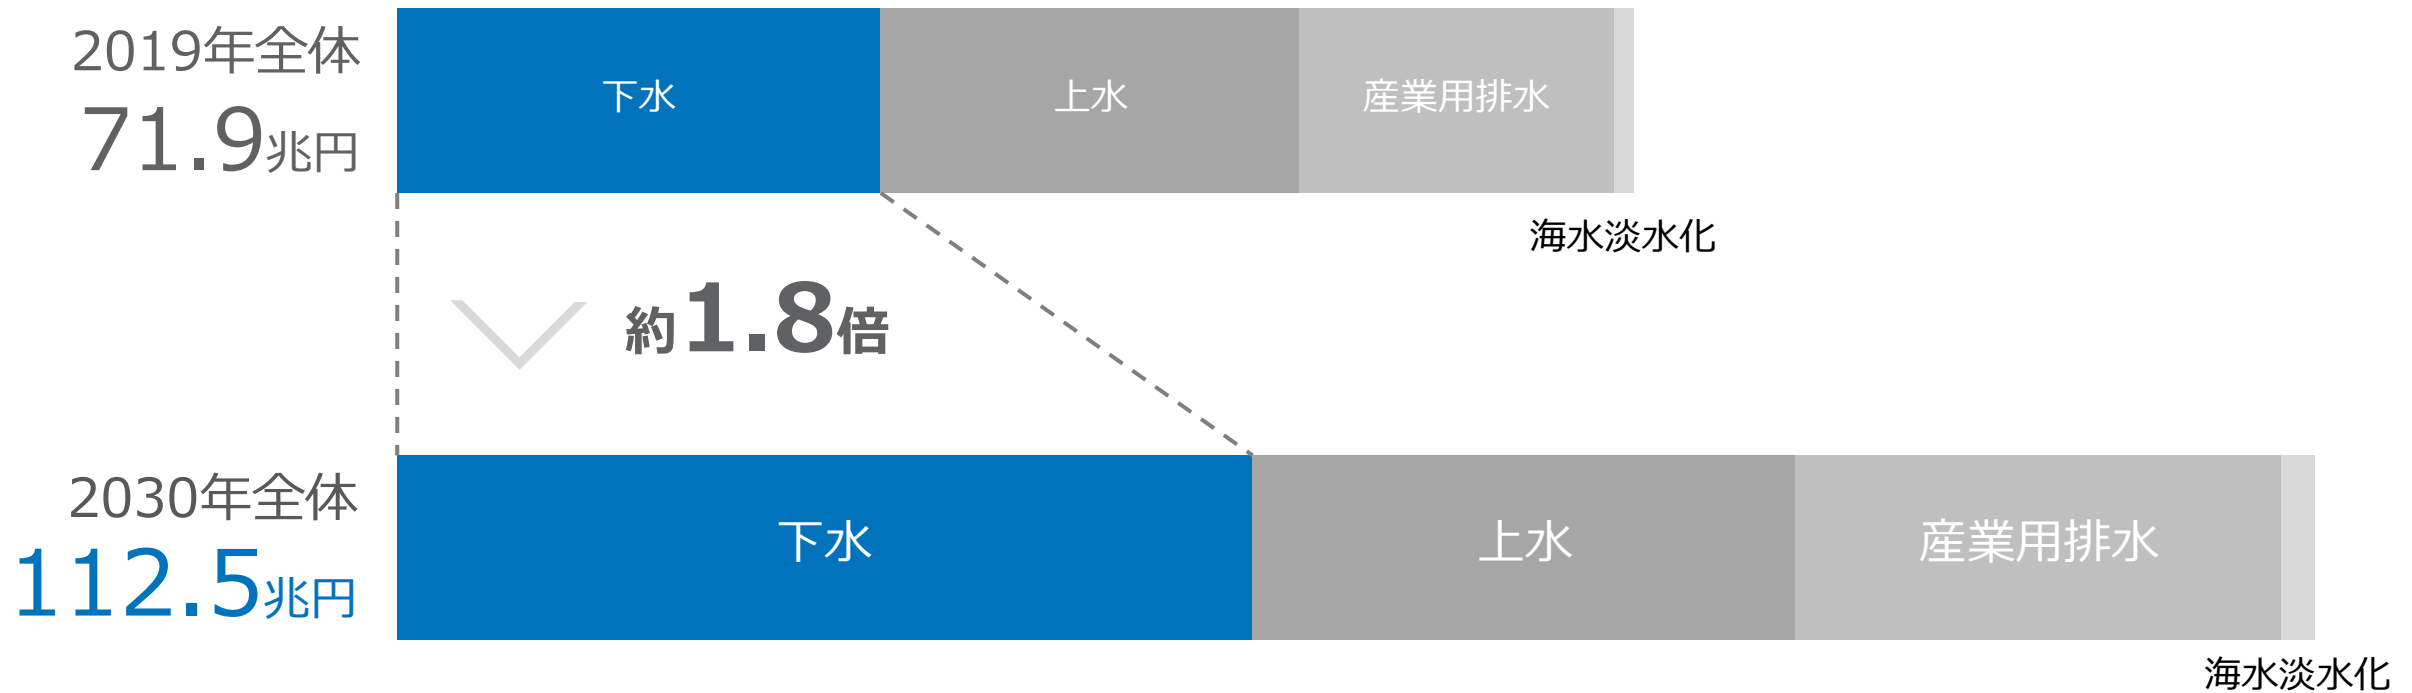 2019年全体
71.9兆円
下水
上水
産業用排水
海水淡水化
約1.8倍
2030年全体
112.5兆円
下水
上水
産業用排水
海水淡水化